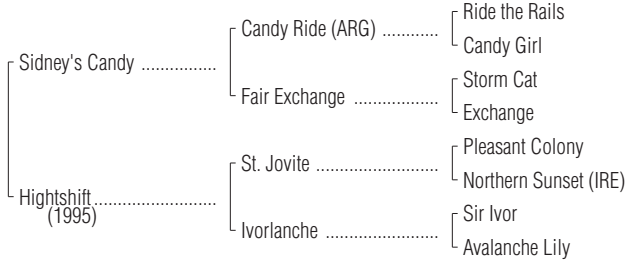 Ride the Rails
Candy Ride (ARG) ............
Candy Girl
Sidney's Candy ................
Storm Cat
Fair Exchange ..................
Exchange
Pleasant Colony
St. Jovite ..........................
Northern Sunset (IRE)
Hightshift..........................
(1995)
Sir Ivor
Ivorlanche ........................
Avalanche Lily